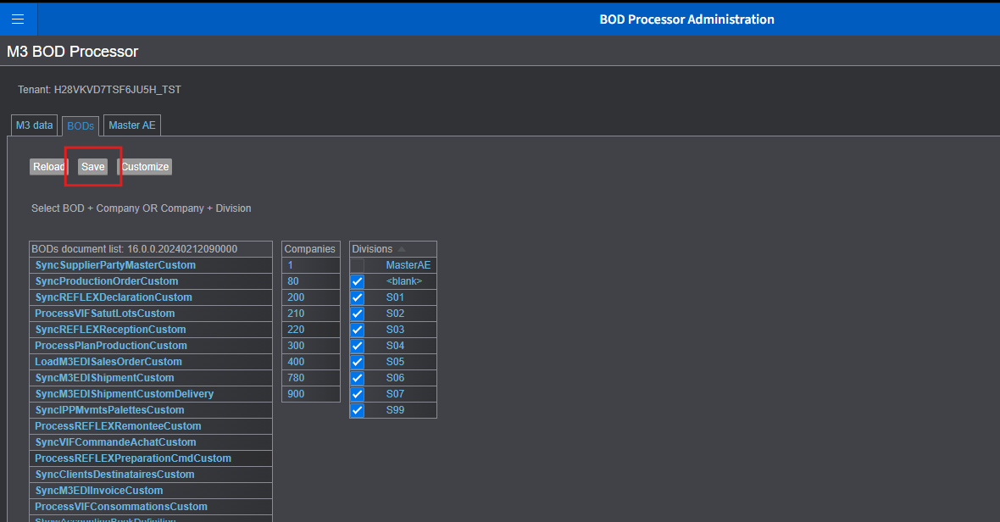 BOD Processor Administration
M3 BOD Processor
Tenant: H28VKVD7TSF6JU5H_TST
M3 data BODs Master AE
Reload Save Customize
Select BOD + Company OR Company + Division
BODs document list: 16.0.0.20240212090000
SyncSupplierPartyMasterCustom
SyncProductionOrderCustom
SyncREFLEXDeclarationCustom
ProcessVIFSatutLotsCustom
SyncREFLEXReceptionCustom
ProcessPlanProductionCustom
LoadM3EDISalesOrderCustom
SyncM3EDIShipmentCustom
SyncM3EDIShipmentCustomDelivery
SyncIPPMvmtsPalettesCustom
ProcessREFLEXRemonteeCustom
SyncVIFCommandeAchatCustom
ProcessREFLEXPreparationCmdCustom
SyncClientsDestinatairesCustom
SyncM3EDIInvoiceCustom
ProcessVIFConsommationsCustom
ShowAccountingBookDefinition
Companies
1
80
200
210
220
300
400
780
900
Divisions
MasterAE
<blank>
S01
S02
S03
S04
S05
S06
S07
S99